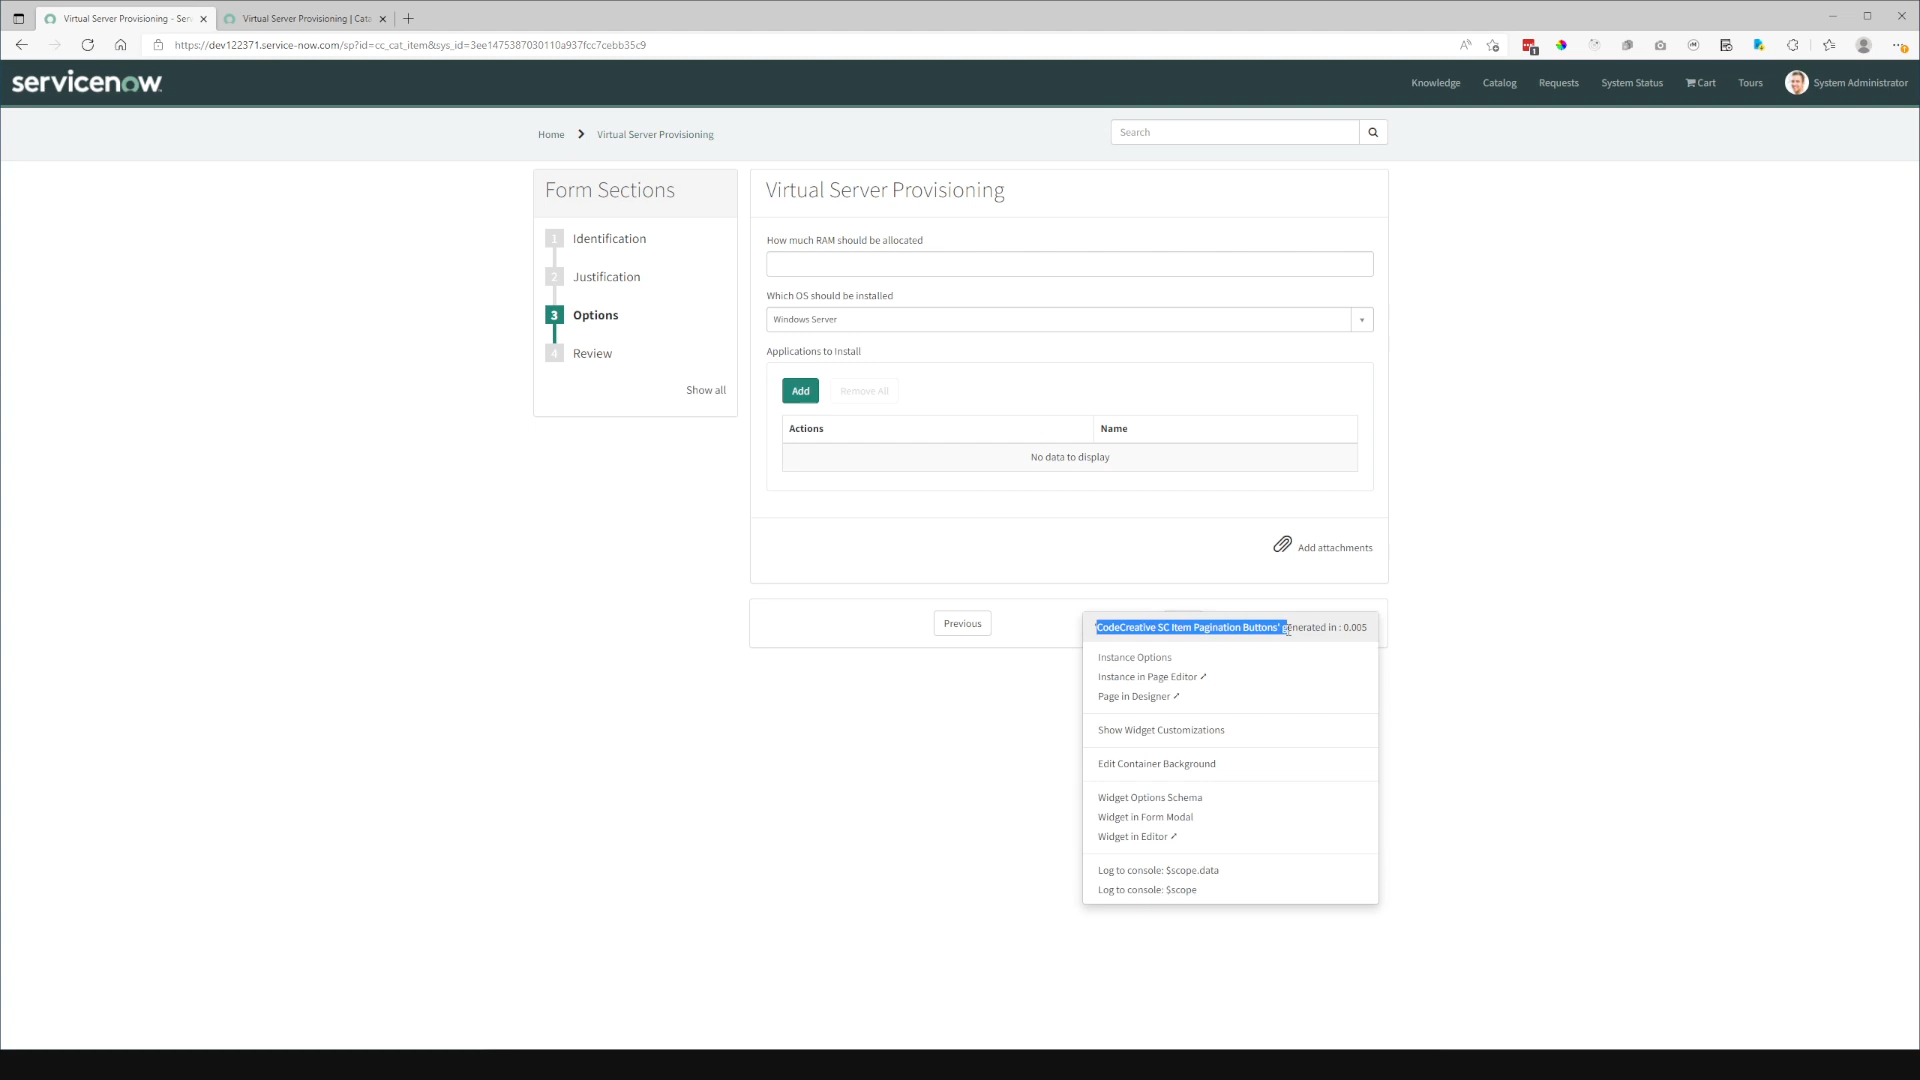 Virtual Server Provisioning - Serv
Virtual Server Provisioning | Cata
https://dev122371.service-now.com/sp?id=cc_cat_item&sys_id=3ee1475387030110a937fcc7cebb35c9
servicenow
Knowledge
Catalog
Requests
System Status
Cart
Tours
System Administrator
Home
Virtual Server Provisioning
Search
Form Sections
1 Identification
2 Justification
3 Options
4 Review
Show all
Virtual Server Provisioning
How much RAM should be allocated
Which OS should be installed
Windows Server
Applications to Install
Add
Remove All
Actions
Name
No data to display
Add attachments
Previous
'CodeCreative SC Item Pagination Buttons' generated in : 0.005
Instance Options
Instance in Page Editor ➚
Page in Designer ➚
Show Widget Customizations
Edit Container Background
Widget Options Schema
Widget in Form Modal
Widget in Editor ➚
Log to console: $scope.data
Log to console: $scope